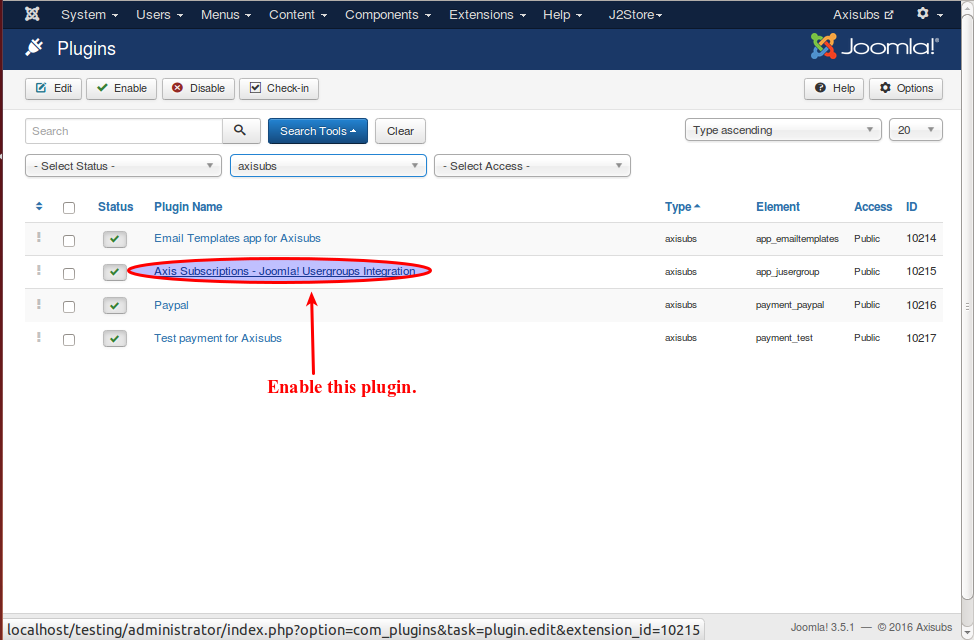 System Users Menus Content Components Extensions Help J2Store Axisubs
Plugins Joomla!®
Edit Enable Disable Check-in Help Options
Search Search Tools Clear Type ascending 20
- Select Status - axisubs - Select Access -
Status Plugin Name Type Element Access ID
Email Templates app for Axisubs axisubs app_emailtemplates Public 10214
Axis Subscriptions - Joomla! Usergroups Integration axisubs app_jusergroup Public 10215
Paypal axisubs payment_paypal Public 10216
Test payment for Axisubs axisubs payment_test Public 10217
Enable this plugin.
Joomla! 3.5.1 — © 2016 Axisubs
localhost/testing/administrator/index.php?option=com_plugins&task=plugin.edit&extension_id=10215